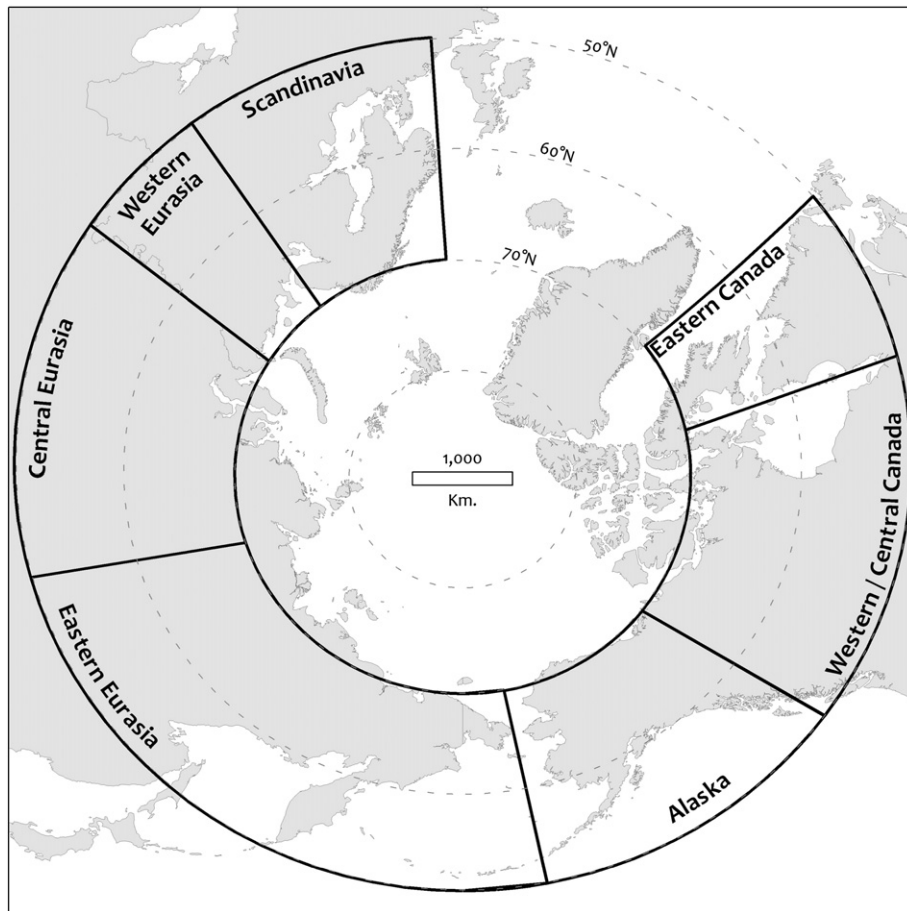 50°N
Scandinavia
60°N
Western
Eurasia
70°N
Eastern Canada
Central Eurasia
1,000
Km.
Western / Central Canada
Eastern Eurasia
Alaska